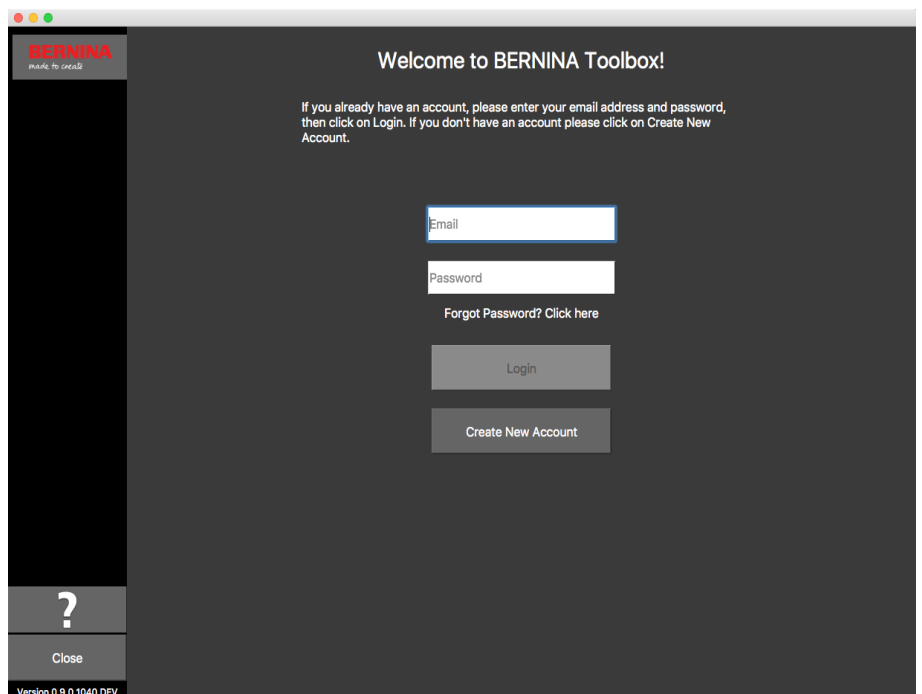 BERNINA
made to create
Welcome to BERNINA Toolbox!
If you already have an account, please enter your email address and password,
then click on Login. If you don't have an account please click on Create New
Account.
Email
Password
Forgot Password? Click here
Login
Create New Account
?
Close
Version 0.9.0.1040 DEV